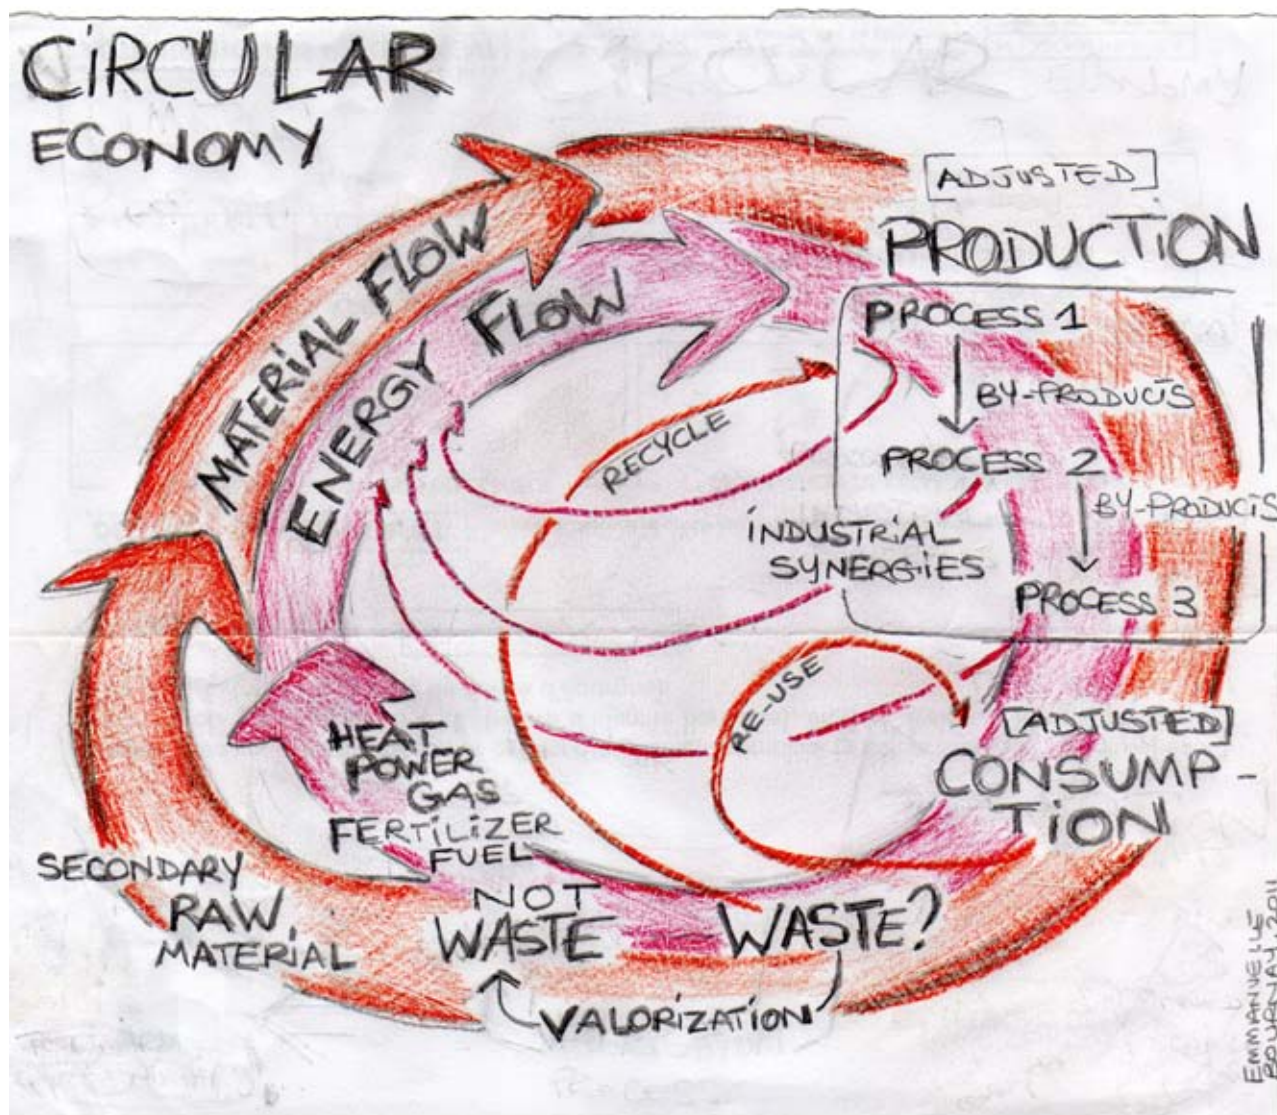 CIRCULAR
ECONOMY
MATERIAL FLOW
ENERGY FLOW
[ADJUSTED]
PRODUCTION
PROCESS 1
BY-PRODUCTS
PROCESS 2
BY-PRODUCTS
PROCESS 3
INDUSTRIAL
SYNERGIES
RECYCLE
RE-USE
[ADJUSTED]
CONSUMP-
TION
HEAT
POWER
GAS
FERTILIZER
FUEL
SECONDARY
RAW
MATERIAL
NOT
WASTE
WASTE?
VALORIZATION
EMMANUELLE
BOURNAY. 2011